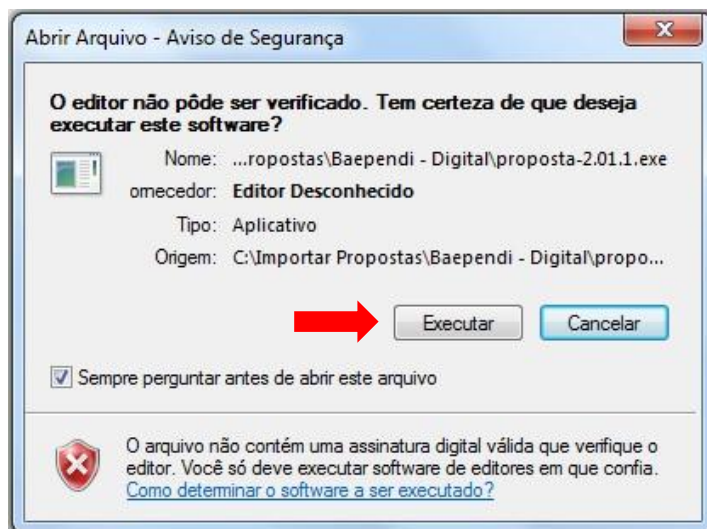 Abrir Arquivo - Aviso de Segurança
O editor não pôde ser verificado. Tem certeza de que deseja
executar este software?
Nome: ...ropostas\Baependi - Digital\proposta-2.01.1.exe
omecedor: Editor Desconhecido
Tipo: Aplicativo
Origem: C:\Importar Propostas\Baependi - Digital\propo...
Executar Cancelar
Sempre perguntar antes de abrir este arquivo
O arquivo não contém uma assinatura digital válida que verifique o
editor. Você só deve executar software de editores em que confia.
Como determinar o software a ser executado?